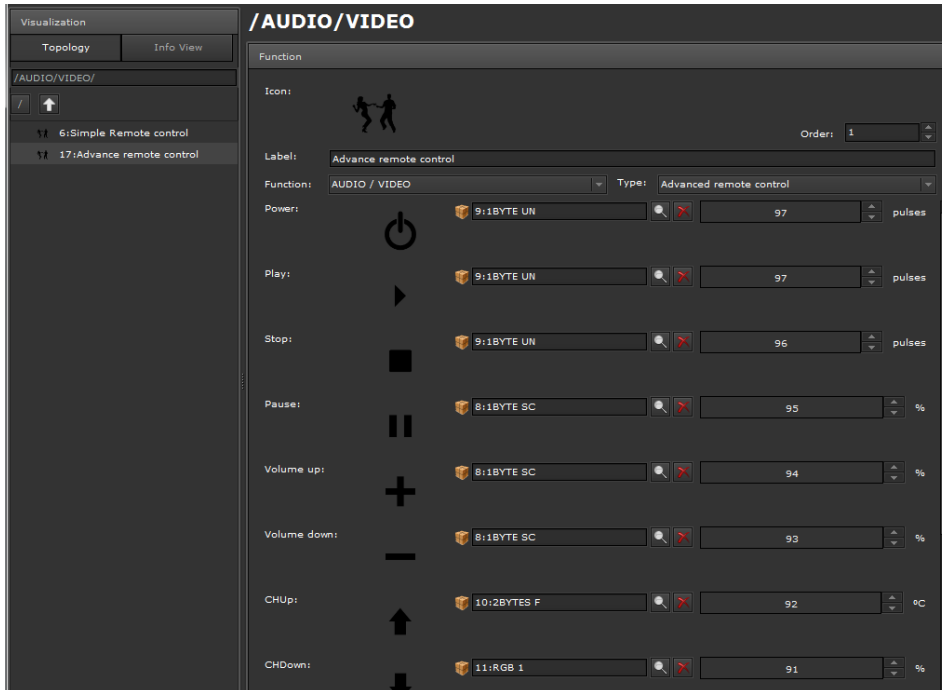 Visualization
Topology Info View
/AUDIO/VIDEO/
/
6:Simple Remote control
17:Advance remote control
/AUDIO/VIDEO
Function
Icon:
Order: 1
Label: Advance remote control
Function: AUDIO / VIDEO Type: Advanced remote control
Power: 9:1BYTE UN 97 pulses
Play: 9:1BYTE UN 97 pulses
Stop: 9:1BYTE UN 96 pulses
Pause: 8:1BYTE SC 95 %
Volume up: 8:1BYTE SC 94 %
Volume down: 8:1BYTE SC 93 %
CHUp: 10:2BYTES F 92 ºC
CHDown: 11:RGB 1 91 %